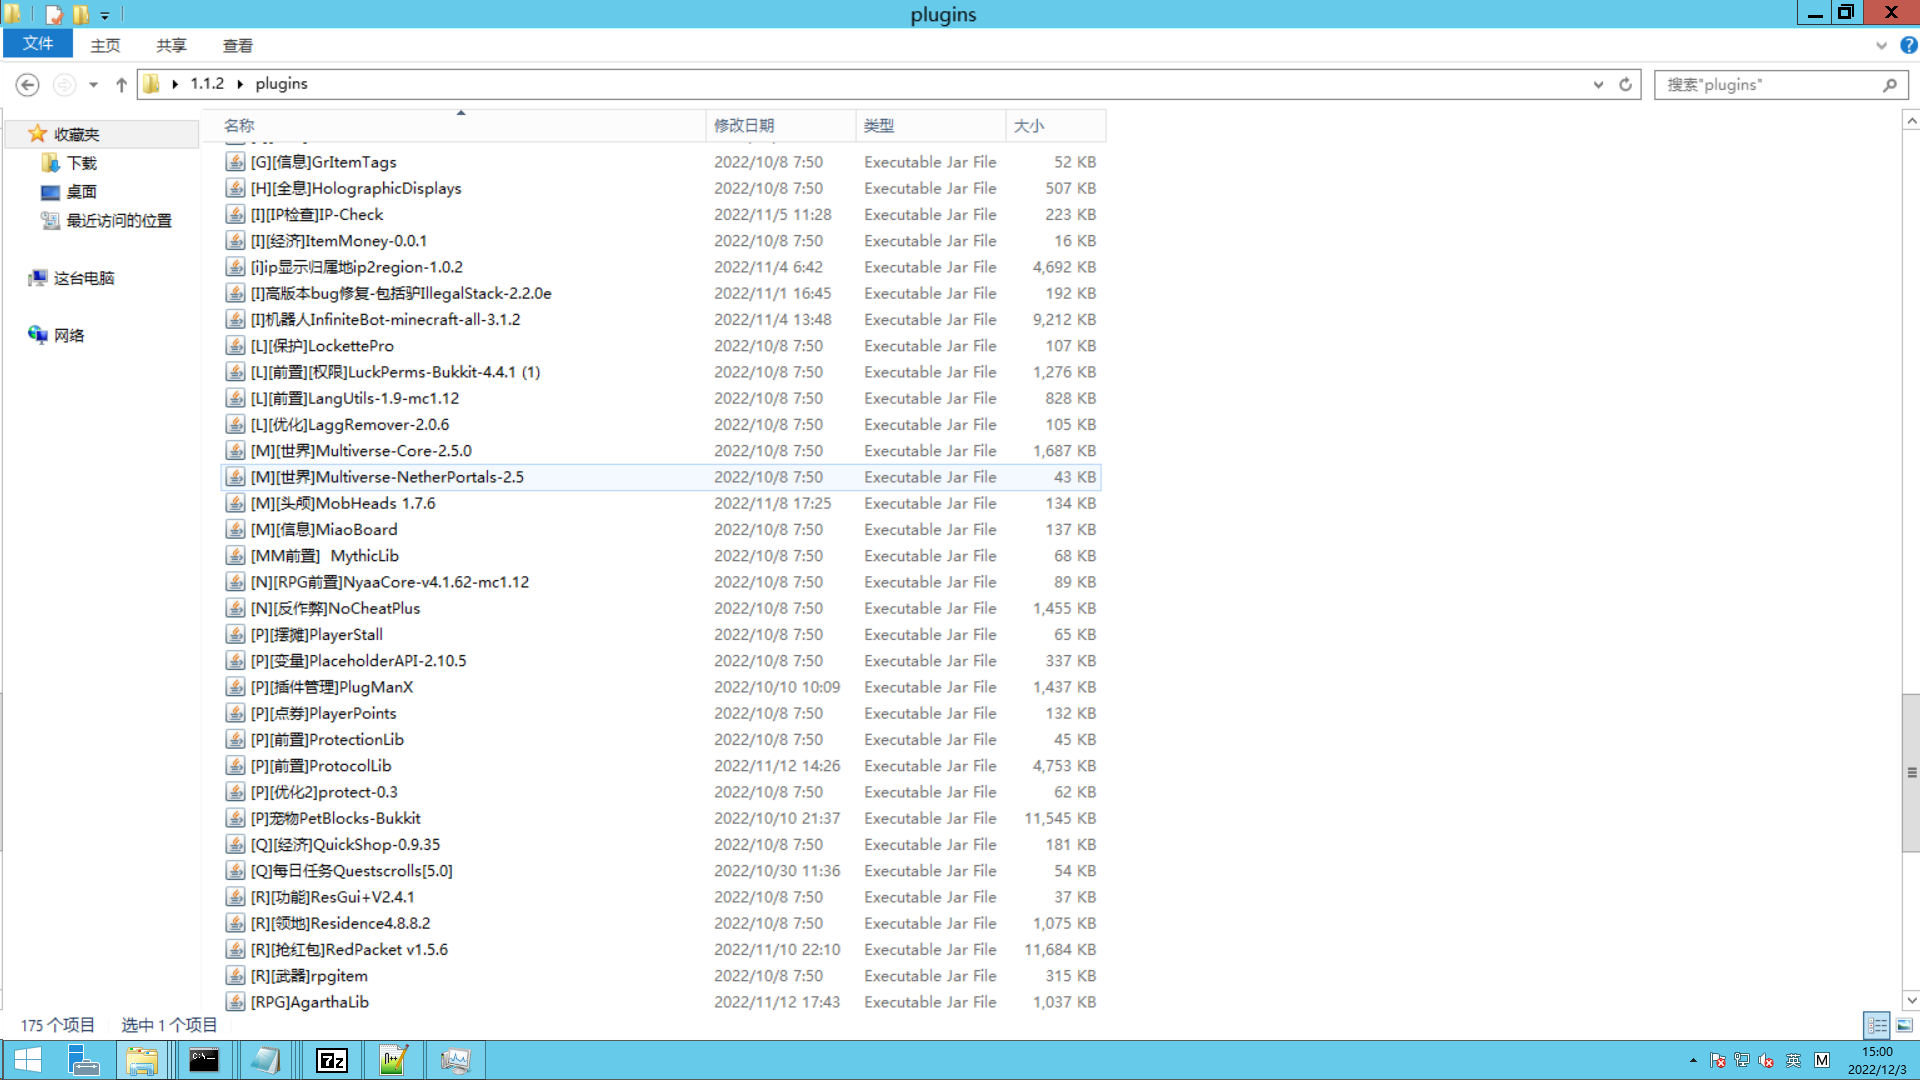 plugins
文件 主页 共享 查看
1.1.2 plugins 搜索"plugins"
收藏夹
下载
桌面
最近访问的位置
这台电脑
网络
名称 修改日期 类型 大小
[G][信息]GrItemTags 2022/10/8 7:50 Executable Jar File 52 KB
[H][全息]HolographicDisplays 2022/10/8 7:50 Executable Jar File 507 KB
[I][IP检查]IP-Check 2022/11/5 11:28 Executable Jar File 223 KB
[I][经济]ItemMoney-0.0.1 2022/10/8 7:50 Executable Jar File 16 KB
[i]ip显示归属地ip2region-1.0.2 2022/11/4 6:42 Executable Jar File 4,692 KB
[I]高版本bug修复-包括驴IllegalStack-2.2.0e 2022/11/1 16:45 Executable Jar File 192 KB
[I]机器人InfiniteBot-minecraft-all-3.1.2 2022/11/4 13:48 Executable Jar File 9,212 KB
[L][保护]LockettePro 2022/10/8 7:50 Executable Jar File 107 KB
[L][前置][权限]LuckPerms-Bukkit-4.4.1 (1) 2022/10/8 7:50 Executable Jar File 1,276 KB
[L][前置]LangUtils-1.9-mc1.12 2022/10/8 7:50 Executable Jar File 828 KB
[L][优化]LaggRemover-2.0.6 2022/10/8 7:50 Executable Jar File 105 KB
[M][世界]Multiverse-Core-2.5.0 2022/10/8 7:50 Executable Jar File 1,687 KB
[M][世界]Multiverse-NetherPortals-2.5 2022/10/8 7:50 Executable Jar File 43 KB
[M][头颅]MobHeads 1.7.6 2022/11/8 17:25 Executable Jar File 134 KB
[M][信息]MiaoBoard 2022/10/8 7:50 Executable Jar File 137 KB
[MM前置] MythicLib 2022/10/8 7:50 Executable Jar File 68 KB
[N][RPG前置]NyaaCore-v4.1.62-mc1.12 2022/10/8 7:50 Executable Jar File 89 KB
[N][反作弊]NoCheatPlus 2022/10/8 7:50 Executable Jar File 1,455 KB
[P][摆摊]PlayerStall 2022/10/8 7:50 Executable Jar File 65 KB
[P][变量]PlaceholderAPI-2.10.5 2022/10/8 7:50 Executable Jar File 337 KB
[P][插件管理]PlugManX 2022/10/10 10:09 Executable Jar File 1,437 KB
[P][点券]PlayerPoints 2022/10/8 7:50 Executable Jar File 132 KB
[P][前置]ProtectionLib 2022/10/8 7:50 Executable Jar File 45 KB
[P][前置]ProtocolLib 2022/11/12 14:26 Executable Jar File 4,753 KB
[P][优化2]protect-0.3 2022/10/8 7:50 Executable Jar File 62 KB
[P]宠物PetBlocks-Bukkit 2022/10/10 21:37 Executable Jar File 11,545 KB
[Q][经济]QuickShop-0.9.35 2022/10/8 7:50 Executable Jar File 181 KB
[Q]每日任务Questscrolls[5.0] 2022/10/30 11:36 Executable Jar File 54 KB
[R][功能]ResGui+V2.4.1 2022/10/8 7:50 Executable Jar File 37 KB
[R][领地]Residence4.8.8.2 2022/10/8 7:50 Executable Jar File 1,075 KB
[R][抢红包]RedPacket v1.5.6 2022/11/10 22:10 Executable Jar File 11,684 KB
[R][武器]rpgitem 2022/10/8 7:50 Executable Jar File 315 KB
[RPG]AgarthaLib 2022/11/12 17:43 Executable Jar File 1,037 KB
175 个项目 选中 1 个项目
英 M 15:00
2022/12/3